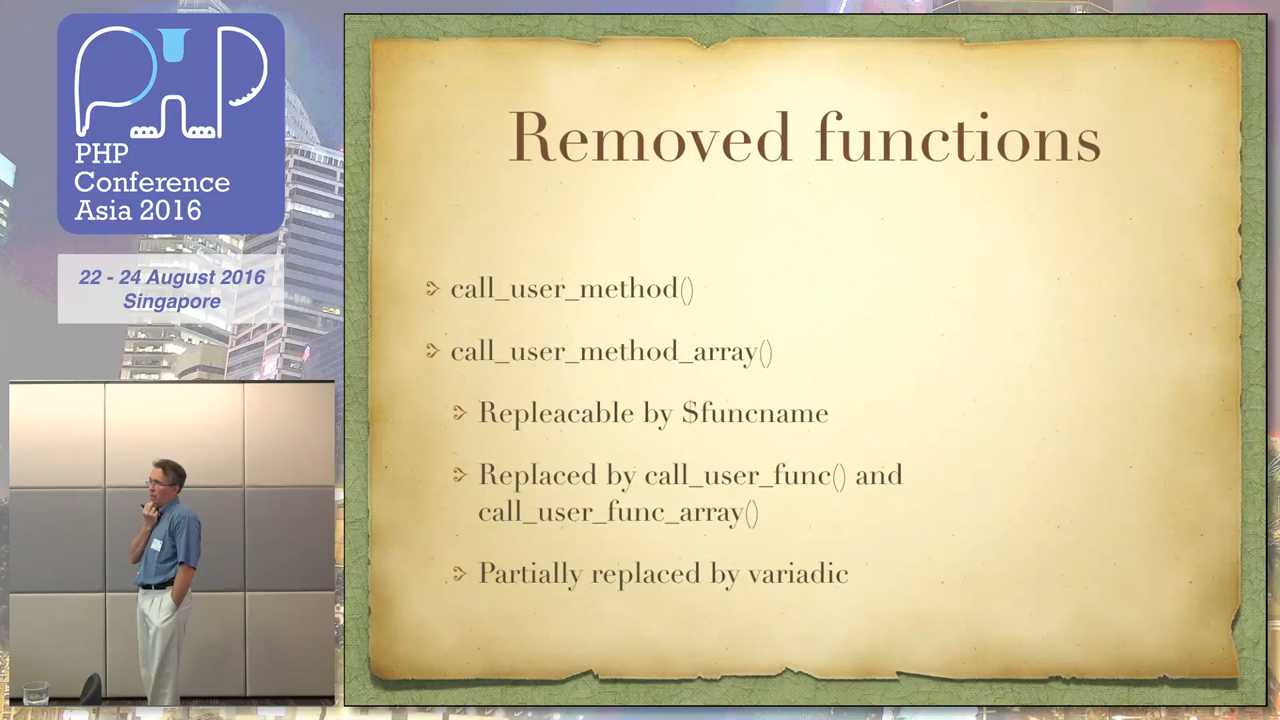 PHP
Conference
Asia 2016
22 - 24 August 2016
Singapore
Removed functions
call_user_method()
call_user_method_array()
Repleacable by $funcname
Replaced by call_user_func() and
call_user_func_array()
Partially replaced by variadic